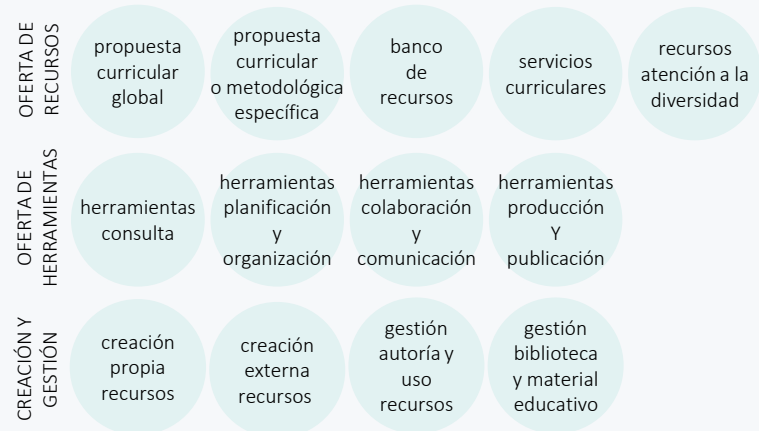 OFERTA DE
RECURSOS
propuesta
curricular
global
propuesta
curricular
o metodológica
específica
banco
de
recursos
servicios
curriculares
recursos
atención a la
diversidad
OFERTA DE
HERRAMIENTAS
herramientas
consulta
herramientas
planificación
y
organización
herramientas
colaboración
y
comunicación
herramientas
producción
Y
publicación
CREACIÓN Y
GESTIÓN
creación
propia
recursos
creación
externa
recursos
gestión
autoría y
uso
recursos
gestión
biblioteca
y material
educativo